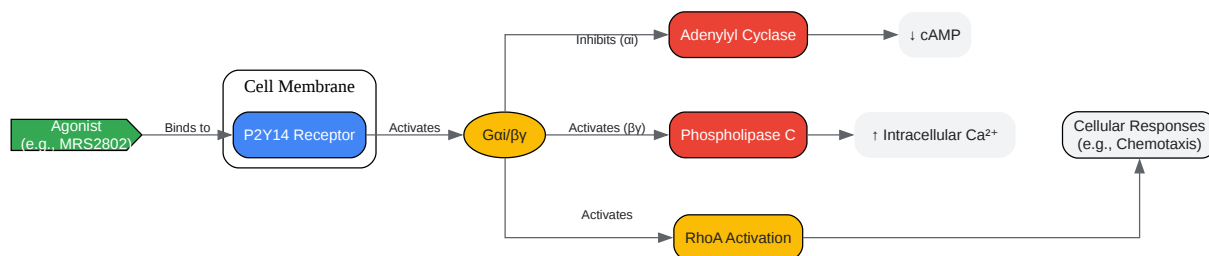 Inhibits (αi)
Adenylyl Cyclase
↓ cAMP
Cell Membrane
Agonist
(e.g., MRS2802)
Binds to
P2Y14 Receptor
Activates
Gαi/βγ
Activates (βγ)
Phospholipase C
↑ Intracellular Ca²⁺
Cellular Responses
(e.g., Chemotaxis)
Activates
RhoA Activation